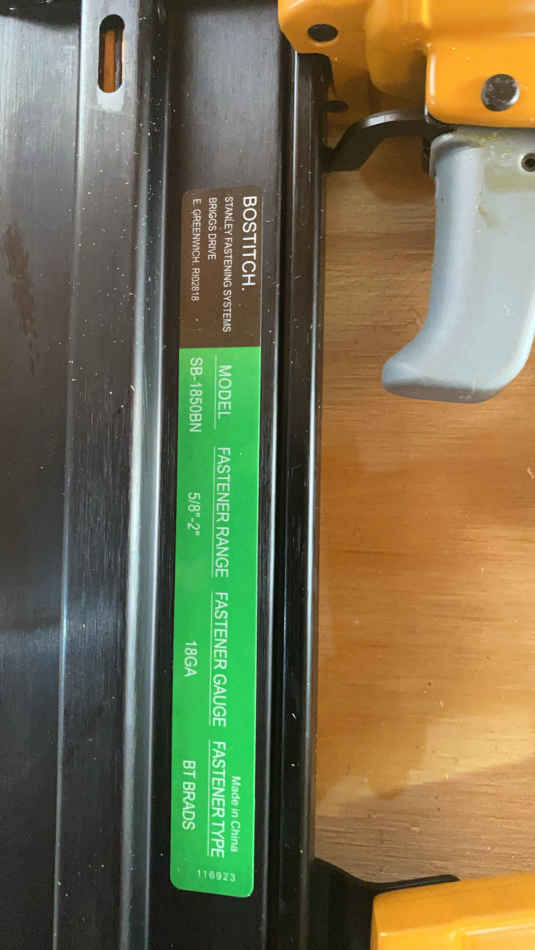 BOSTITCH.
STANLEY FASTENING SYSTEMS
BRIGGS DRIVE
E. GREENWICH, RI02818
Made in China
MODEL FASTENER RANGE FASTENER GAUGE FASTENER TYPE
SB-1850BN 5/8"-2" 18GA BT BRADS
116923